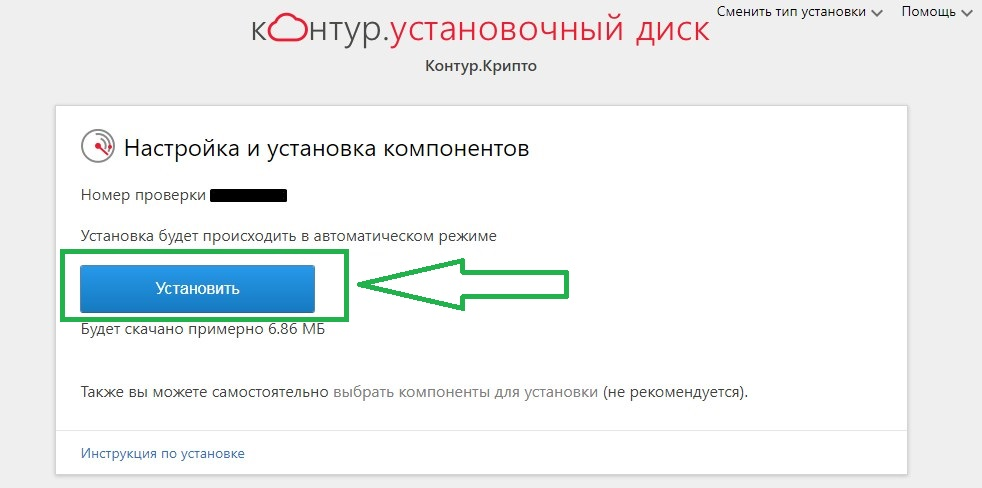 Сменить тип установки Помощь
контур.установочный диск
Контур.Крипто
Настройка и установка компонентов
Номер проверки
Установка будет происходить в автоматическом режиме
Установить
Будет скачано примерно 6.86 МБ
Также вы можете самостоятельно выбрать компоненты для установки (не рекомендуется).
Инструкция по установке